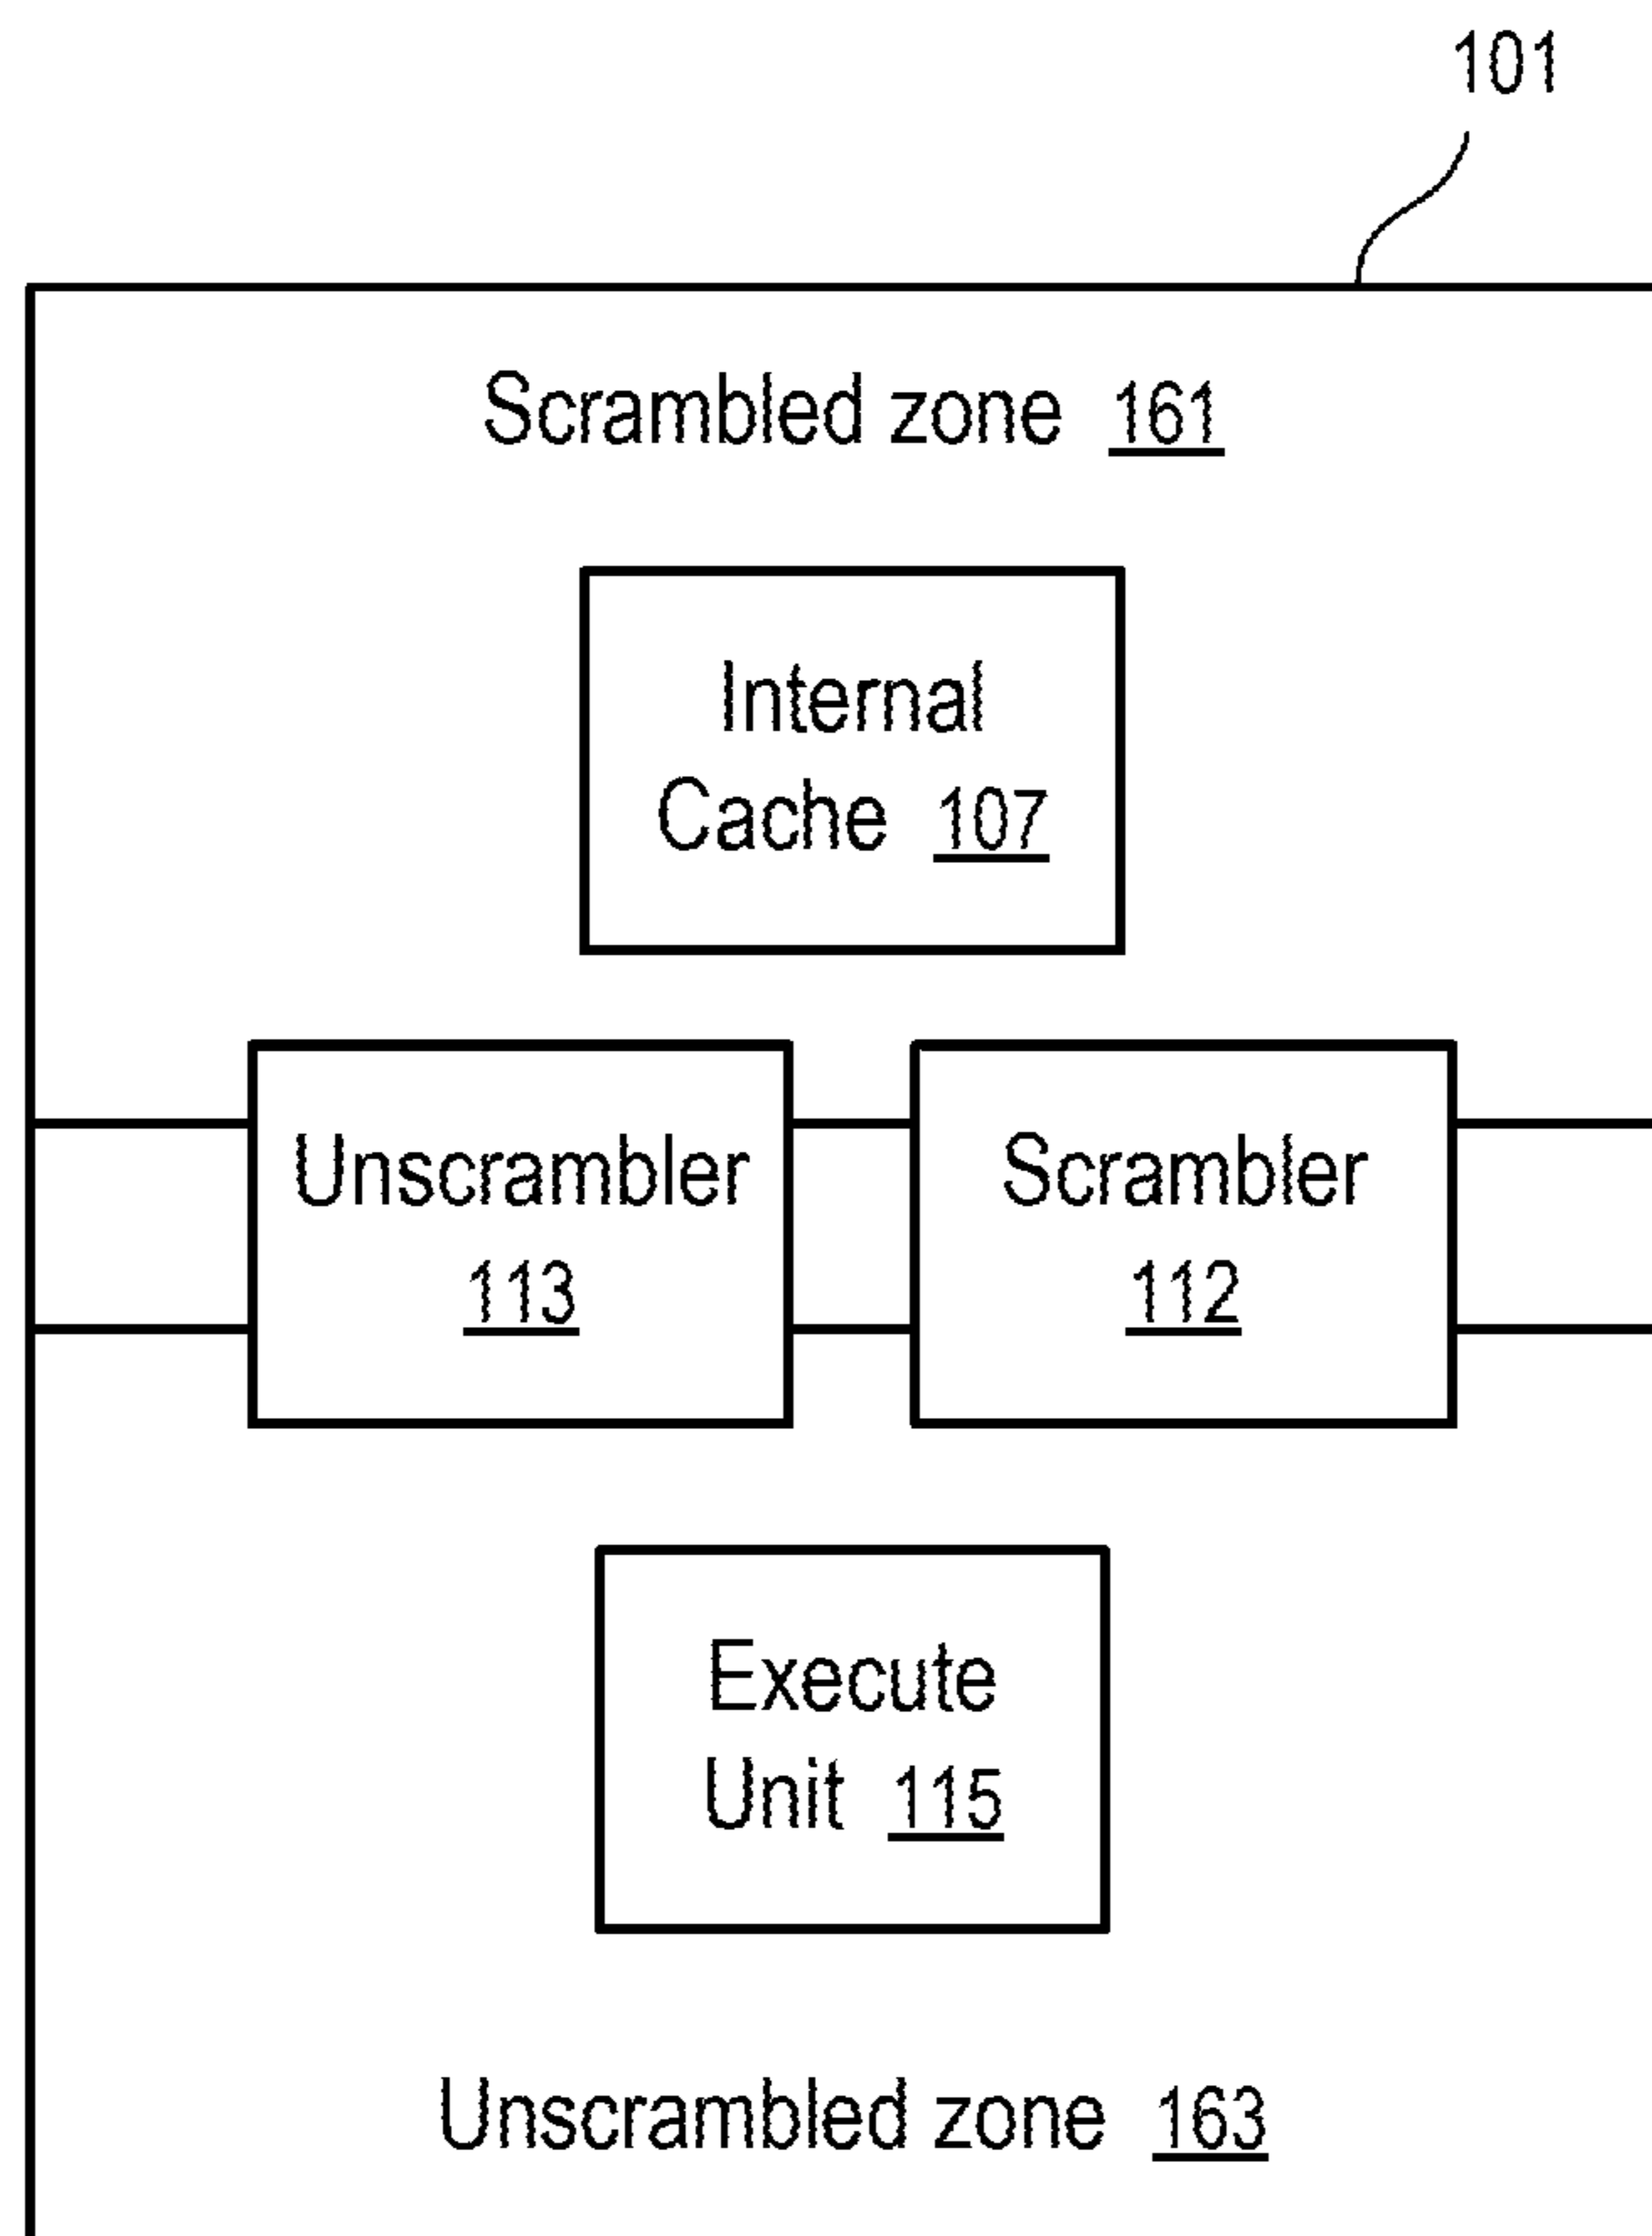 101
Scrambled zone 161
Internal
Cache 107
Unscrambler
113
Scrambler
112
Execute
Unit 115
Unscrambled zone 163